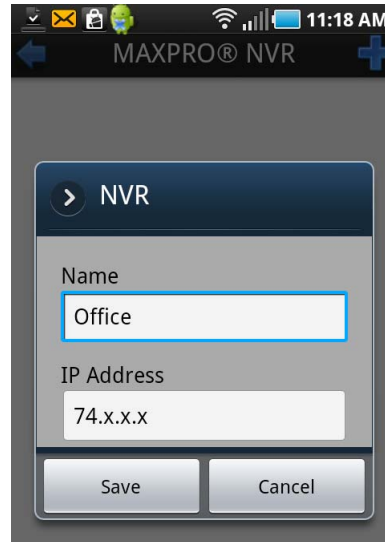 11:18 AM
MAXPRO® NVR
NVR
Name
Office
IP Address
74.x.x.x
Save
Cancel